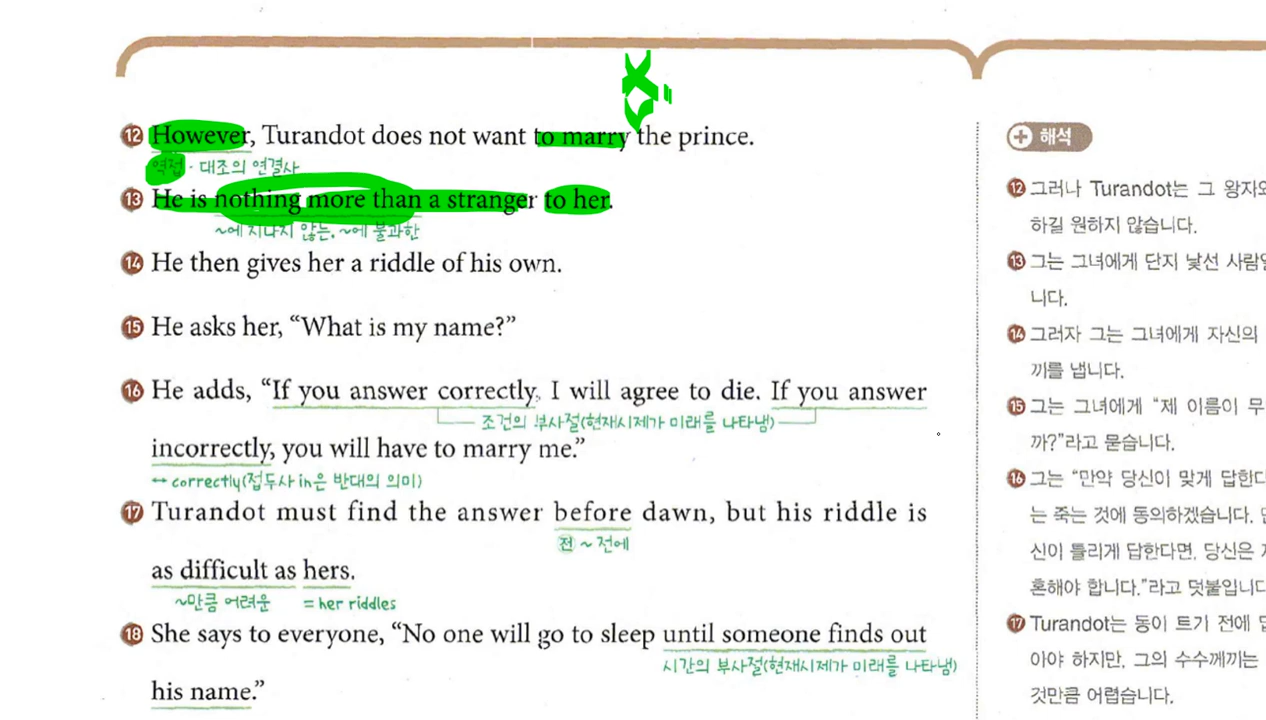 ⑫ However, Turandot does not want to marry the prince.
역접·대조의 연결사
⑬ He is nothing more than a stranger to her.
~에 지나지 않는, ~에 불과한
⑭ He then gives her a riddle of his own.
⑮ He asks her, “What is my name?”
⑯ He adds, “If you answer correctly, I will agree to die. If you answer
조건의 부사절(현재시제가 미래를 나타냄)
incorrectly, you will have to marry me.”
↔ correctly(접두사 in은 반대의 의미)
⑰ Turandot must find the answer before dawn, but his riddle is
전 ~ 전에
as difficult as hers.
~만큼 어려운 = her riddles
⑱ She says to everyone, “No one will go to sleep until someone finds out
시간의 부사절(현재시제가 미래를 나타냄)
his name.”
+ 해석
⑫ 그러나 Turandot는 그 왕자와
하길 원하지 않습니다.
⑬ 그는 그녀에게 단지 낯선 사람일
니다.
⑭ 그러자 그는 그녀에게 자신의
끼를 냅니다.
⑮ 그는 그녀에게 “제 이름이 무
까?”라고 묻습니다.
⑯ 그는 “만약 당신이 맞게 답한다
는 죽는 것에 동의하겠습니다.
신이 틀리게 답한다면, 당신은
혼해야 합니다.”라고 덧붙입니다
⑰ Turandot는 동이 트기 전에
아야 하지만, 그의 수수께끼는
것만큼 어렵습니다.